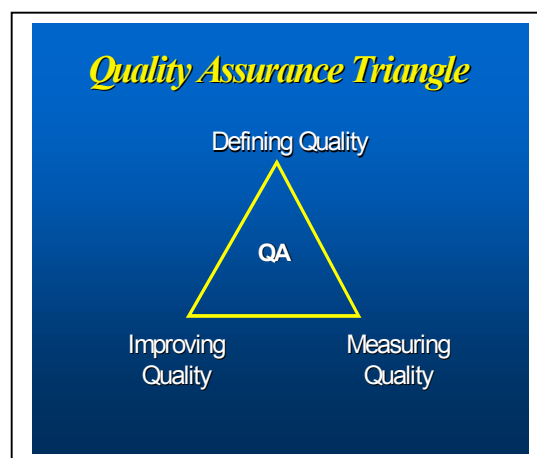 Quality Assurance Triangle
Defining Quality
QA
Improving
Quality
Measuring
Quality